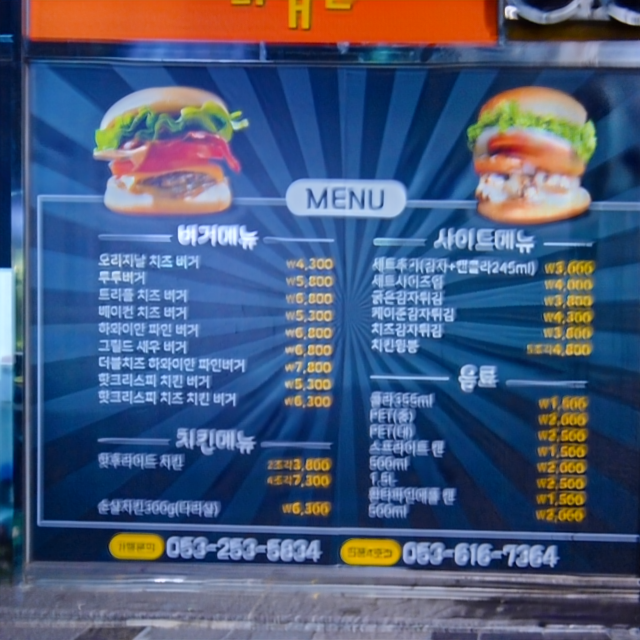 MENU
버거메뉴
오리지날 치즈 버거 ₩4,300
투투버거 ₩5,800
트리플 치즈 버거 ₩6,800
베이컨 치즈 버거 ₩5,300
하와이안 파인 버거 ₩6,800
그릴드 새우 버거 ₩6,800
더블치즈 하와이안 파인버거 ₩7,800
핫크리스피 치킨 버거 ₩5,300
핫크리스피 치즈 치킨 버거 ₩6,300
치킨메뉴
핫후라이드 치킨 2조각3,800
4조각7,300
순살치킨300g(다리살) ₩6,300
사이드메뉴
세트추가(감자+캔콜라245ml) ₩3,000
세트사이즈업 ₩4,000
굵은감자튀김 ₩3,800
케이준감자튀김 ₩4,300
치즈감자튀김 ₩3,800
치킨윙봉 5조각4,800
음료
콜라355ml ₩1,500
PET(중) ₩2,000
PET(대) ₩2,500
스프라이트 캔 ₩1,500
500ml ₩2,000
1.5L ₩2,500
환타파인애플 캔 ₩1,500
500ml ₩2,000
053-253-5834
053-616-7364